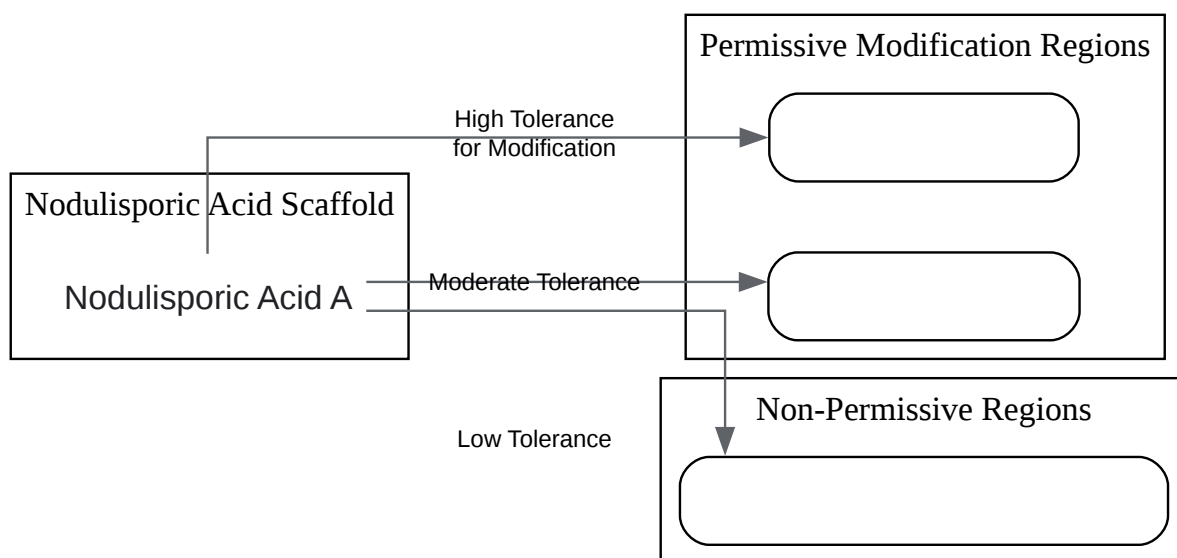 Permissive Modification Regions
High Tolerance
for Modification
Nodulisporic Acid Scaffold
Moderate Tolerance
Nodulisporic Acid A
Non-Permissive Regions
Low Tolerance